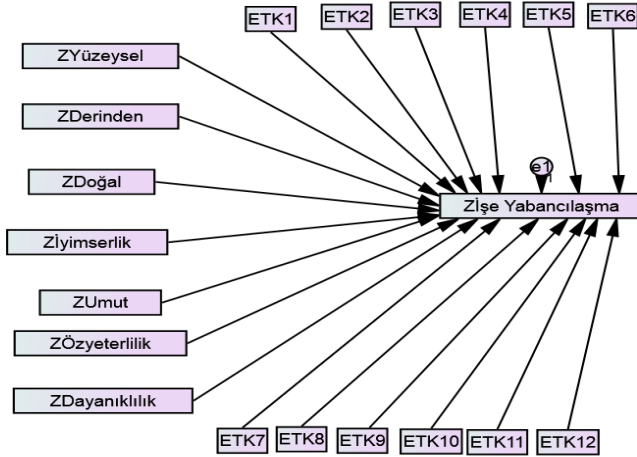 ETK1 ETK2 ETK3 ETK4 ETK5 ETK6
ZYüzeysel
ZDerinden
ZDoğal
e1
1
Zİşe Yabancılaşma
Zİyimserlik
ZUmut
ZÖzyeterlilik
ZDayanıklılık
ETK7 ETK8 ETK9 ETK10 ETK11 ETK12